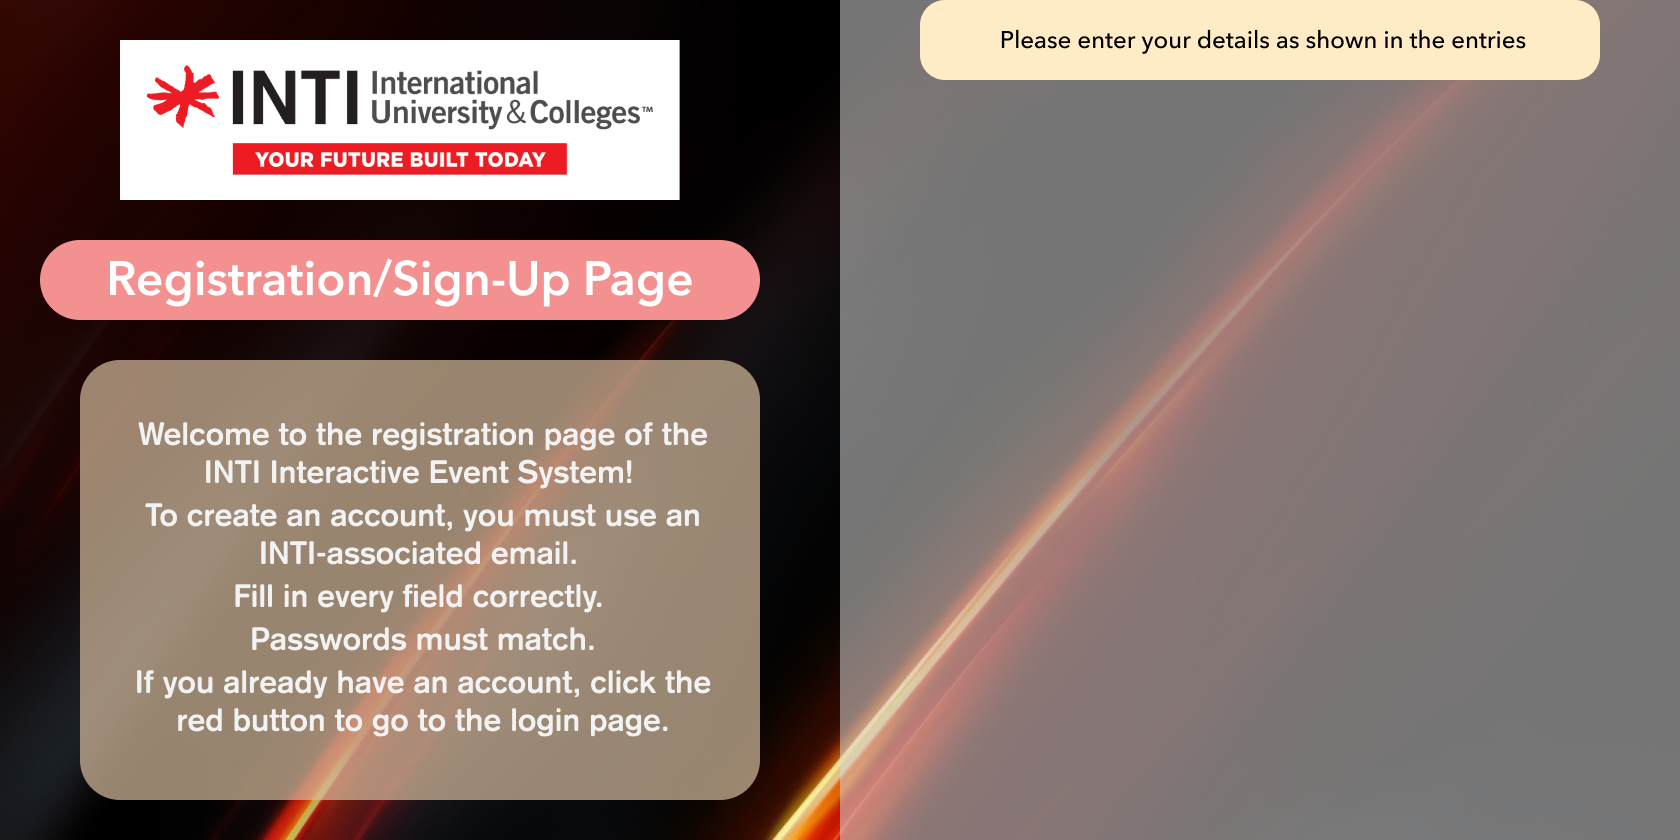 INTI International
University & Colleges™
YOUR FUTURE BUILT TODAY
Registration/Sign-Up Page
Welcome to the registration page of the
INTI Interactive Event System!
To create an account, you must use an
INTI-associated email.
Fill in every field correctly.
Passwords must match.
If you already have an account, click the
red button to go to the login page.
Please enter your details as shown in the entries